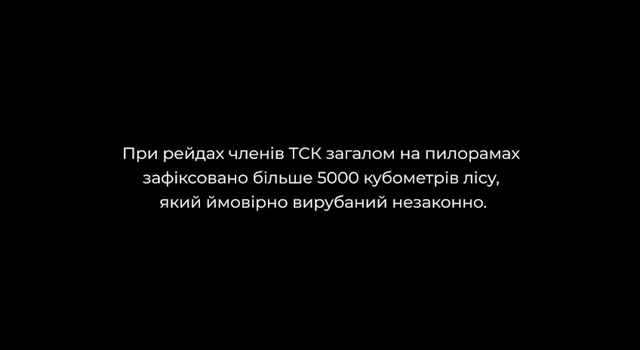 При рейдах членів ТСК загалом на пилорамах
зафіксовано більше 5000 кубометрів лісу,
який ймовірно вирубаний незаконно.